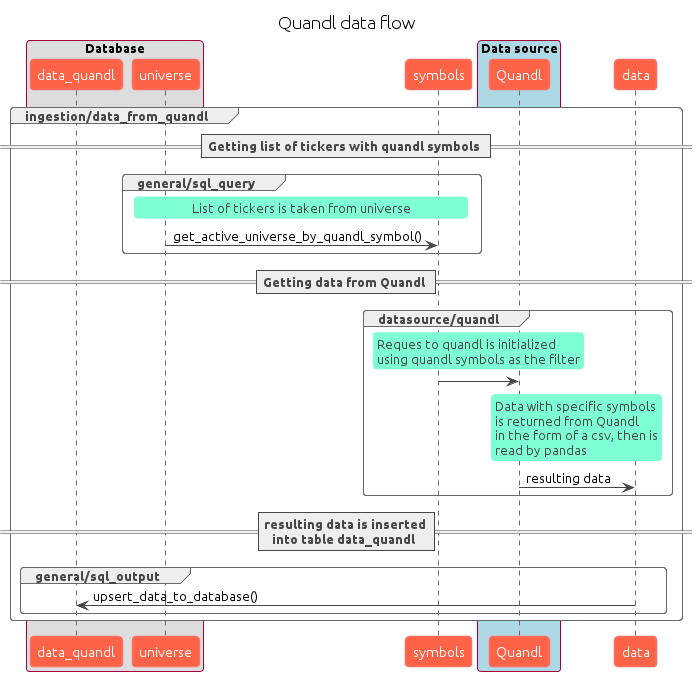 Quandl data flow
Database
Data source
data_quandl
universe
symbols
Quandl
data
ingestion/data_from_quandl
Getting list of tickers with quandl symbols
general/sql_query
List of tickers is taken from universe
get_active_universe_by_quandl_symbol()
Getting data from Quandl
datasource/quandl
Reques to quandl is initialized
using quandl symbols as the filter
Data with specific symbols
is returned from Quandl
in the form of a csv, then is
read by pandas
resulting data
resulting data is inserted
into table data_quandl
general/sql_output
upsert_data_to_database()
data_quandl
universe
symbols
Quandl
data